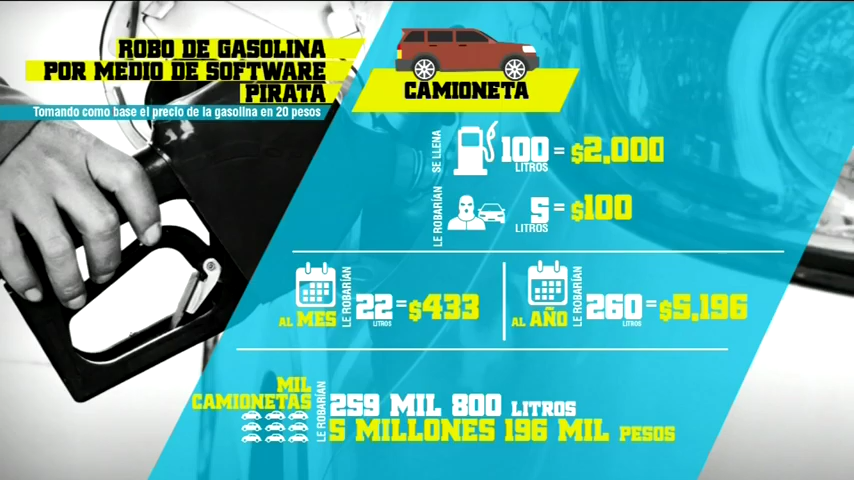 ROBO DE GASOLINA
POR MEDIO DE SOFTWARE
PIRATA
Tomando como base el precio de la gasolina en 20 pesos
CAMIONETA
SE LLENA
100 = $2.000
LITROS
LE ROBARÍAN
5 = $100
LITROS
AL MES
LE ROBARÍAN
22 = $433
LITROS
AL AÑO
LE ROBARÍAN
260 = $5,196
LITROS
MIL
CAMIONETAS
LE ROBARÍAN
259 MIL 800 LITROS
5 MILLONES 196 MIL PESOS